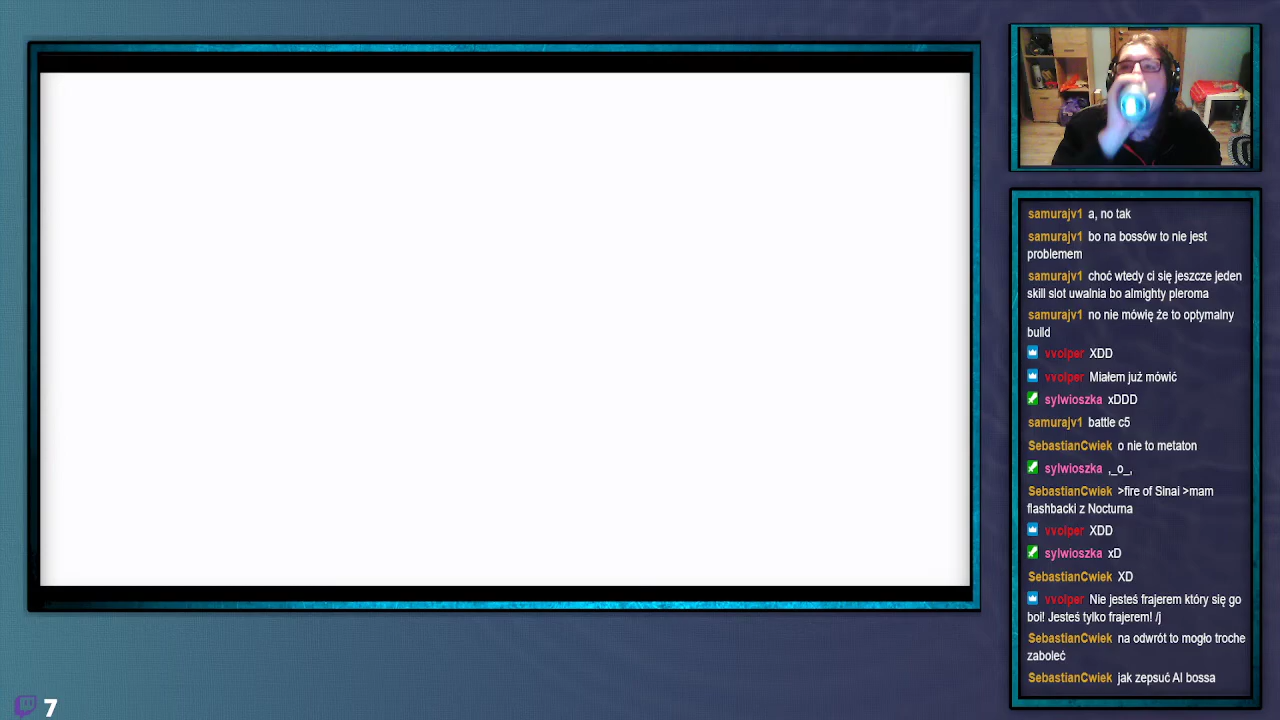 samurajv1 a, no tak
samurajv1 bo na bossów to nie jest
problemem
samurajv1 choć wtedy ci się jeszcze jeden
skill slot uwalnia bo almighty pleroma
samurajv1 no nie mówię że to optymalny
build
vvolper XDD
vvolper Miałem już mówić
sylwioszka xDDD
samurajv1 battle c5
SebastianCwiek o nie to metaton
sylwioszka ,_o_,
SebastianCwiek >fire of Sinai >mam
flashbacki z Nocturna
vvolper XDD
sylwioszka xD
SebastianCwiek XD
vvolper Nie jesteś frajerem który się go
boi! Jesteś tylko frajerem! /j
SebastianCwiek na odwrót to mogło troche
zaboleć
SebastianCwiek jak zepsuć AI bossa
7